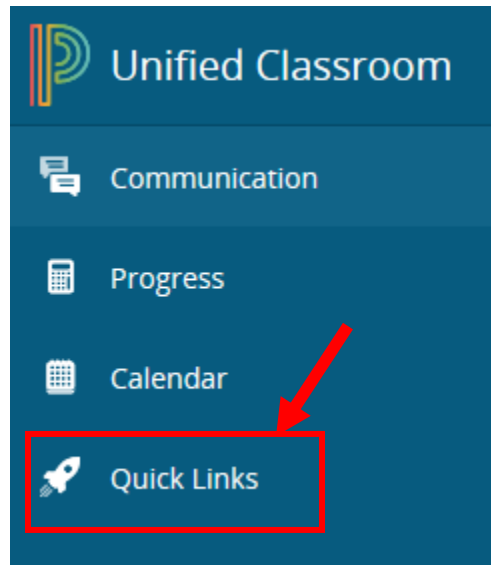 Unified Classroom
Communication
Progress
Calendar
Quick Links